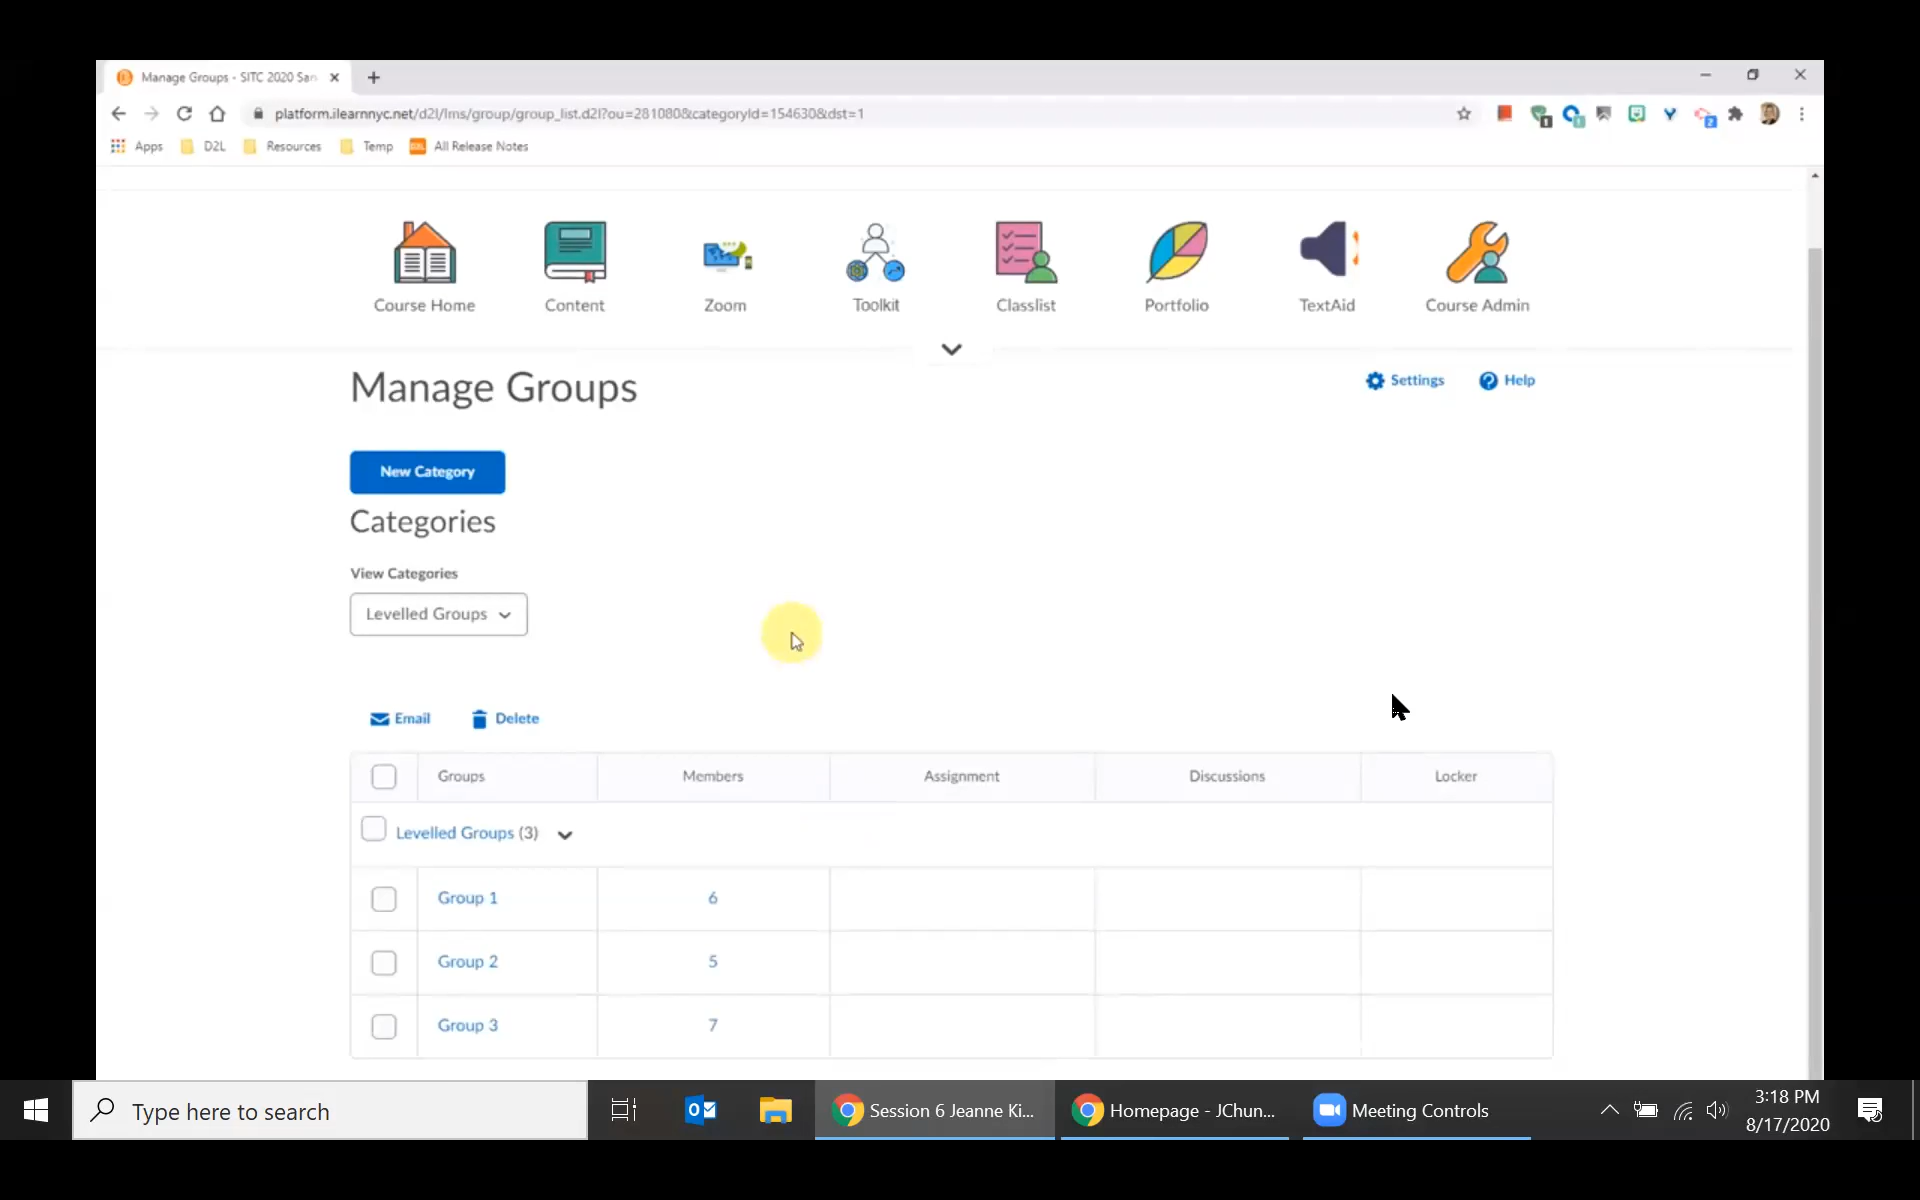 Manage Groups - SITC 2020 San
platform.ilearnnyc.net/d2l/lms/group/group_list.d2l?ou=281080&categoryId=154630&dst=1
Apps D2L Resources Temp All Release Notes
Course Home Content Zoom Toolkit Classlist Portfolio TextAid Course Admin
Manage Groups
Settings Help
New Category
Categories
View Categories
Levelled Groups
Email Delete
Groups Members Assignment Discussions Locker
Levelled Groups (3)
Group 1 6
Group 2 5
Group 3 7
Type here to search
Session 6 Jeanne Ki...
Homepage - JChun...
Meeting Controls
3:18 PM
8/17/2020